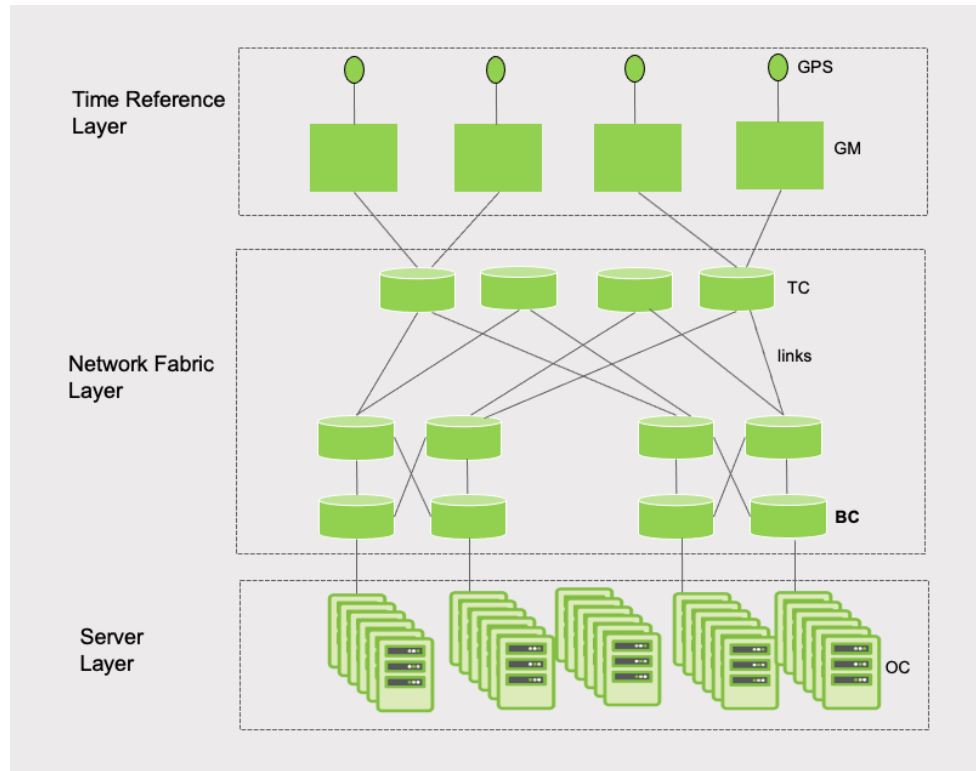 GPS
Time Reference
Layer
GM
TC
links
Network Fabric
Layer
BC
Server
Layer
OC